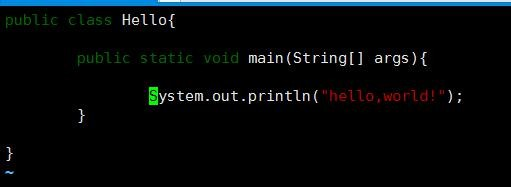 public class Hello{
public static void main(String[] args){
System.out.println("hello,world!");
}
}
~